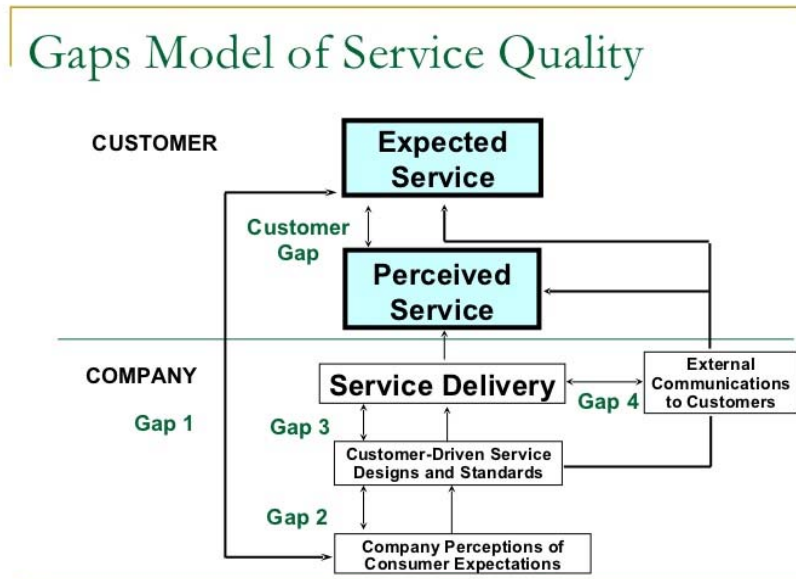 Gaps Model of Service Quality
CUSTOMER
Expected
Service
Customer
Gap
Perceived
Service
COMPANY
Gap 1
Service Delivery
External
Communications
to Customers
Gap 4
Gap 3
Customer-Driven Service
Designs and Standards
Gap 2
Company Perceptions of
Consumer Expectations